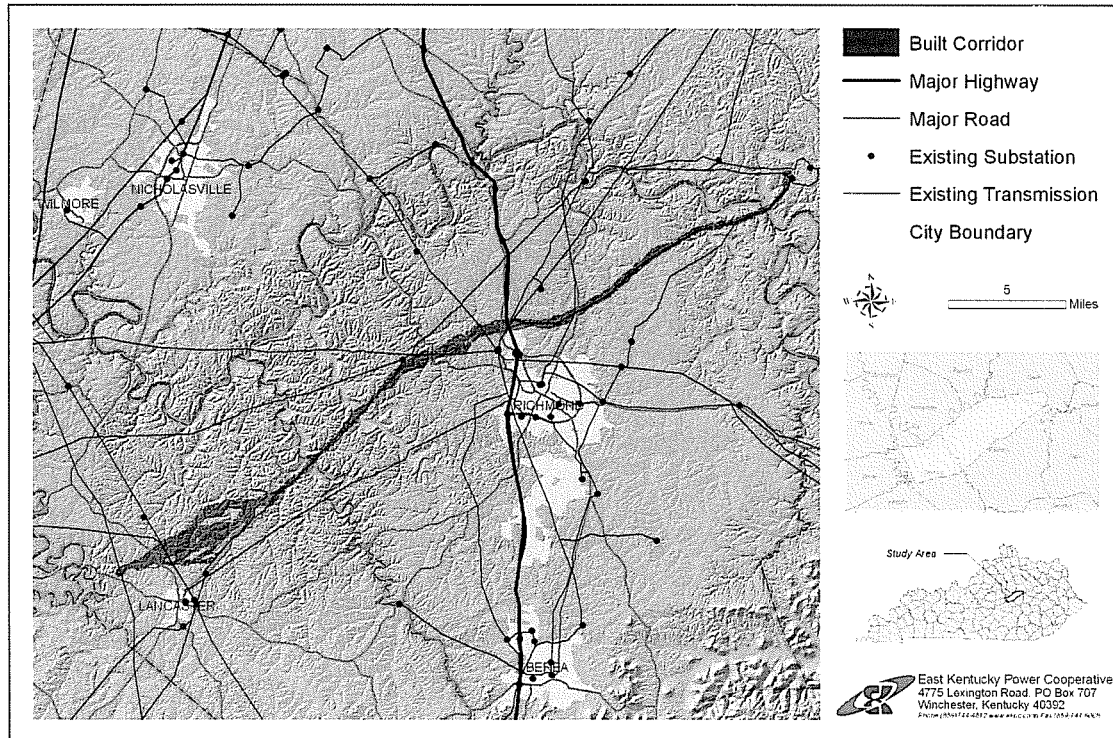 NICHOLASVILLE
WILMORE
RICHMOND
LANCASTER
BEREA
Built Corridor
Major Highway
Major Road
Existing Substation
Existing Transmission
City Boundary
N
W
E
S
5
Miles
Study Area
East Kentucky Power Cooperative
4775 Lexington Road. PO Box 707
Winchester, Kentucky 40392